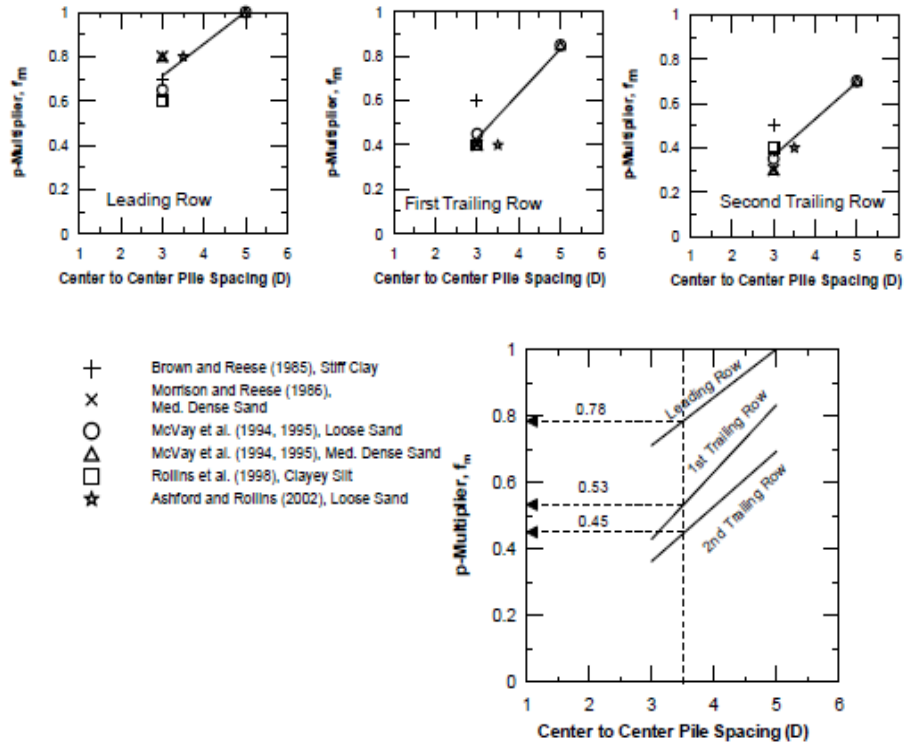 1
0.8
0.6
0.4
0.2
0
p-Multiplier, fm
Leading Row
1 2 3 4 5 6
Center to Center Pile Spacing (D)
1
0.8
0.6
0.4
0.2
0
p-Multiplier, fm
First Trailing Row
1 2 3 4 5 6
Center to Center Pile Spacing (D)
1
0.8
0.6
0.4
0.2
0
p-Multiplier, fm
Second Trailing Row
1 2 3 4 5 6
Center to Center Pile Spacing (D)
Brown and Reese (1985), Stiff Clay
Morrison and Reese (1986),
Med. Dense Sand
McVay et al. (1994, 1995), Loose Sand
McVay et al. (1994, 1995), Med. Dense Sand
Rollins et al. (1998), Clayey Silt
Ashford and Rollins (2002), Loose Sand
1
0.8
0.6
0.4
0.2
0
p-Multiplier, fm
Leading Row
0.78
1st Trailing Row
0.53
0.45
2nd Trailing Row
1 2 3 4 5 6
Center to Center Pile Spacing (D)